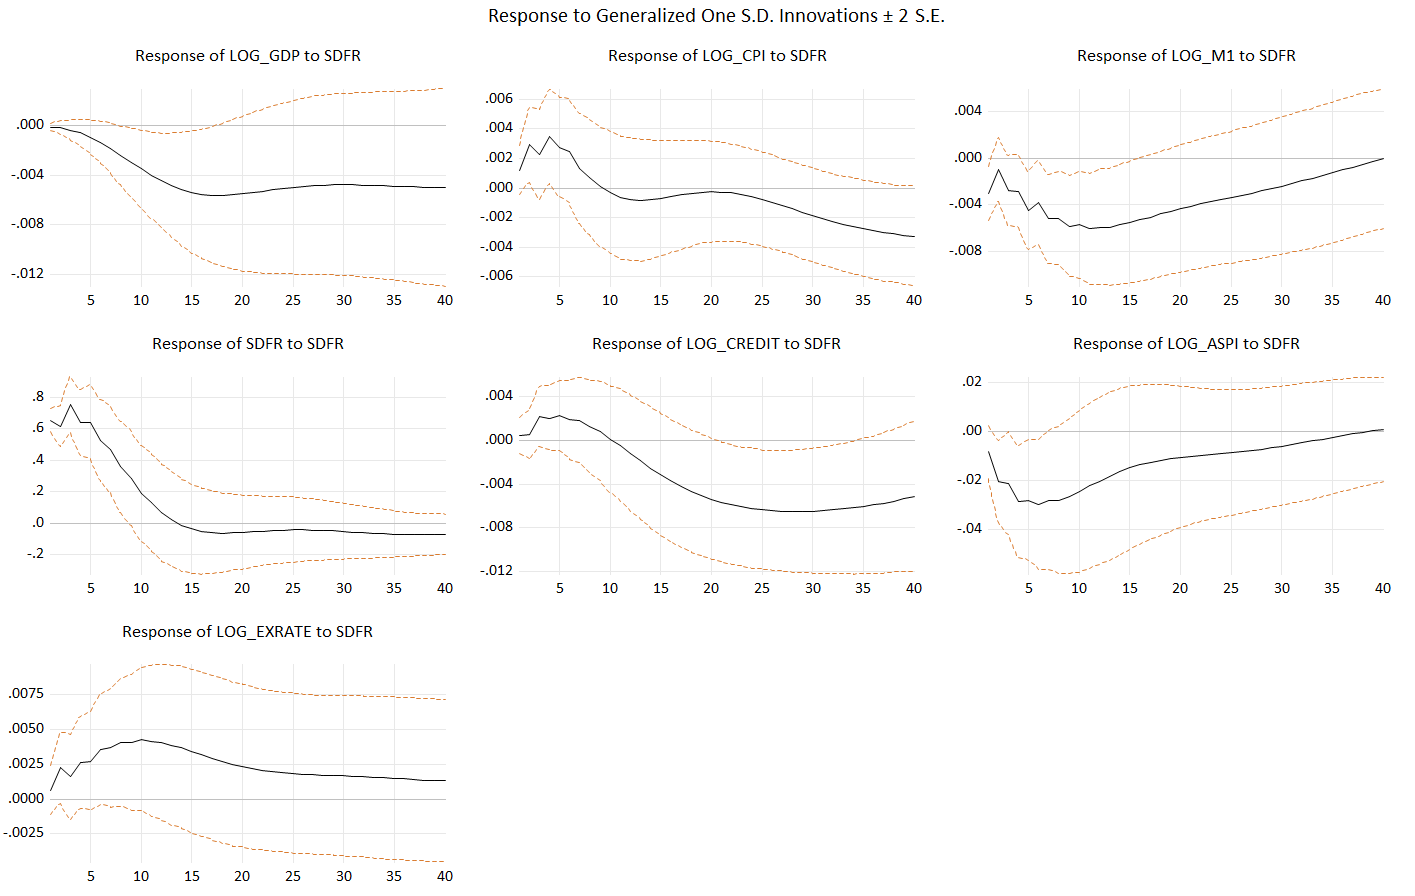 Response to Generalized One S.D. Innovations ± 2 S.E.
Response of LOG_GDP to SDFR
.000
-.004
-.008
-.012
5 10 15 20 25 30 35 40
Response of LOG_CPI to SDFR
.006
.004
.002
.000
-.002
-.004
-.006
5 10 15 20 25 30 35 40
Response of LOG_M1 to SDFR
.004
.000
-.004
-.008
5 10 15 20 25 30 35 40
Response of SDFR to SDFR
.8
.6
.4
.2
.0
-.2
5 10 15 20 25 30 35 40
Response of LOG_CREDIT to SDFR
.004
.000
-.004
-.008
-.012
5 10 15 20 25 30 35 40
Response of LOG_ASPI to SDFR
.02
.00
-.02
-.04
5 10 15 20 25 30 35 40
Response of LOG_EXRATE to SDFR
.0075
.0050
.0025
.0000
-.0025
5 10 15 20 25 30 35 40